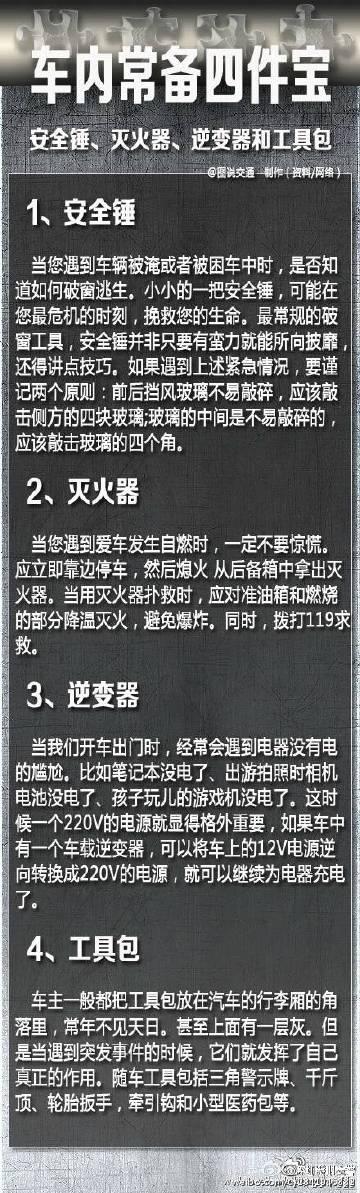 车内常备四件宝
安全锤、灭火器、逆变器和工具包
@图说交通 制作（资料/网络）
1、安全锤
当您遇到车辆被淹或者被困车中时，是否知
道如何破窗逃生。小小的一把安全锤，可能在
您最危机的时刻，挽救您的生命。最常规的破
窗工具，安全锤并非只要有蛮力就能所向披靡，
还得讲点技巧。如果遇到上述紧急情况，要谨
记两个原则：前后挡风玻璃不易敲碎，应该敲
击侧方的四块玻璃;玻璃的中间是不易敲碎的，
应该敲击玻璃的四个角。
2、灭火器
当您遇到爱车发生自燃时，一定不要惊慌。
应立即靠边停车，然后熄火 从后备箱中拿出灭
火器。当用灭火器扑救时，应对准油箱和燃烧
的部分降温灭火，避免爆炸。同时，拨打119求
救。
3、逆变器
当我们开车出门时，经常会遇到电器没有电
的尴尬。比如笔记本没电了、出游拍照时相机
电池没电了、孩子玩儿的游戏机没电了。这时
候一个220V的电源就显得格外重要，如果车中
有一个车载逆变器，可以将车上的12V电源逆
向转换成220V的电源，就可以继续为电器充电
了。
4、工具包
车主一般都把工具包放在汽车的行李厢的角
落里，常年不见天日。甚至上面有一层灰。但
是当遇到突发事件的时候，它们就发挥了自己
真正的作用。随车工具包括三角警示牌、千斤
顶、轮胎扳手，牵引钩和小型医药包等。